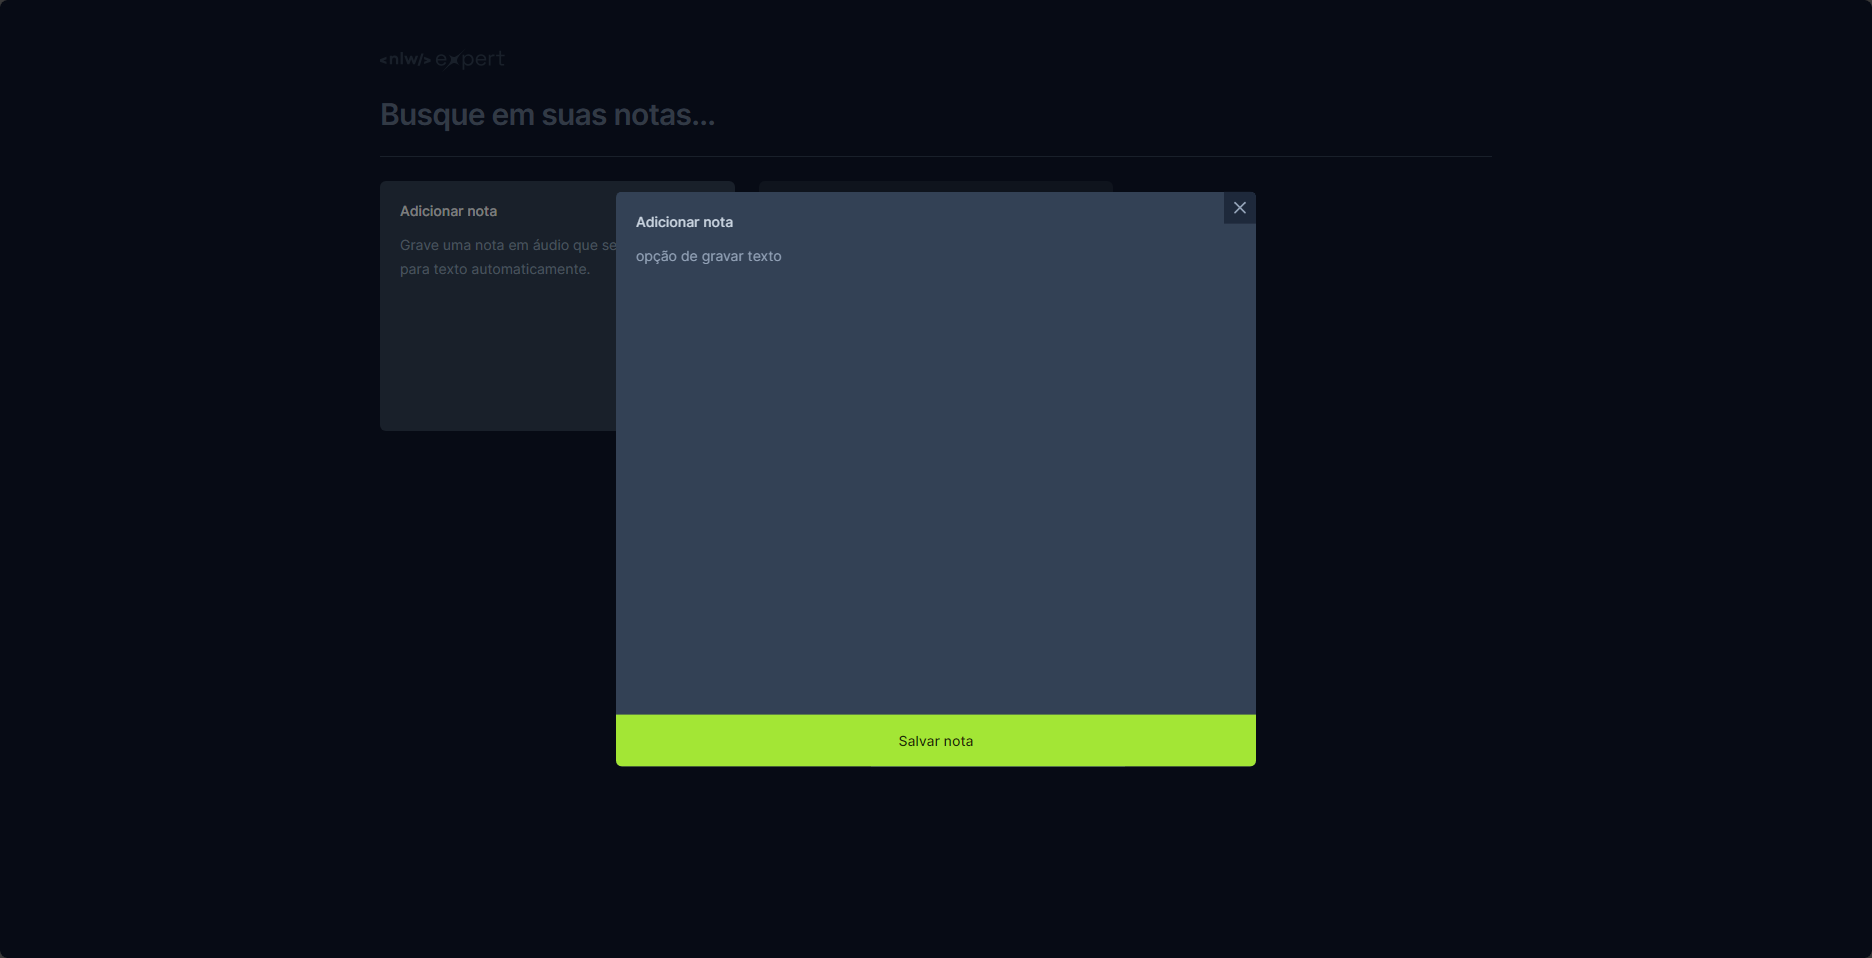 <nlw/> expert
Busque em suas notas...
Adicionar nota
Grave uma nota em áudio que se
para texto automaticamente.
Adicionar nota
opção de gravar texto
Salvar nota